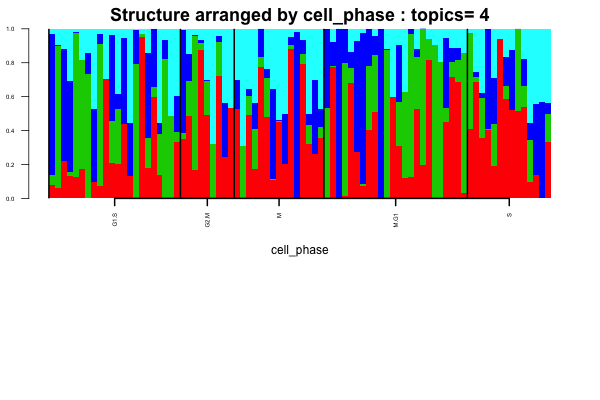 Structure arranged by cell_phase : topics= 4
1.0
0.8
0.6
0.4
0.2
0.0
G1.S
G2.M
M
M.G1
S
cell_phase